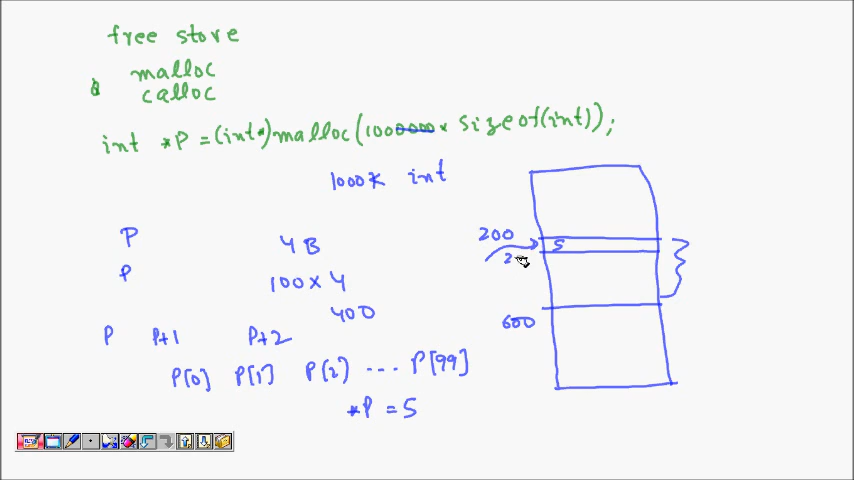 free store
malloc
calloc
int *P = (int*)malloc(1000000 * sizeof(int));
1000K int
P 4B
P 100 x 4
400
P P+1 P+2
P[0] P[1] P[2] ... P[99]
*P = 5
200 5
2
600